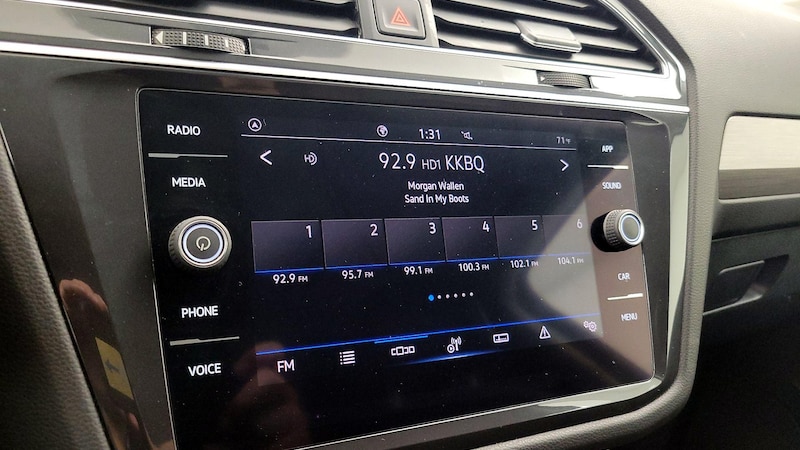 RADIO
MEDIA
PHONE
VOICE
1:31
71°F
92.9 HD1 KKBQ
Morgan Wallen
Sand In My Boots
1 2 3 4 5 6
92.9 FM 95.7 FM 99.1 FM 100.3 FM 102.1 FM 104.1 FM
FM
APP
SOUND
CAR
MENU